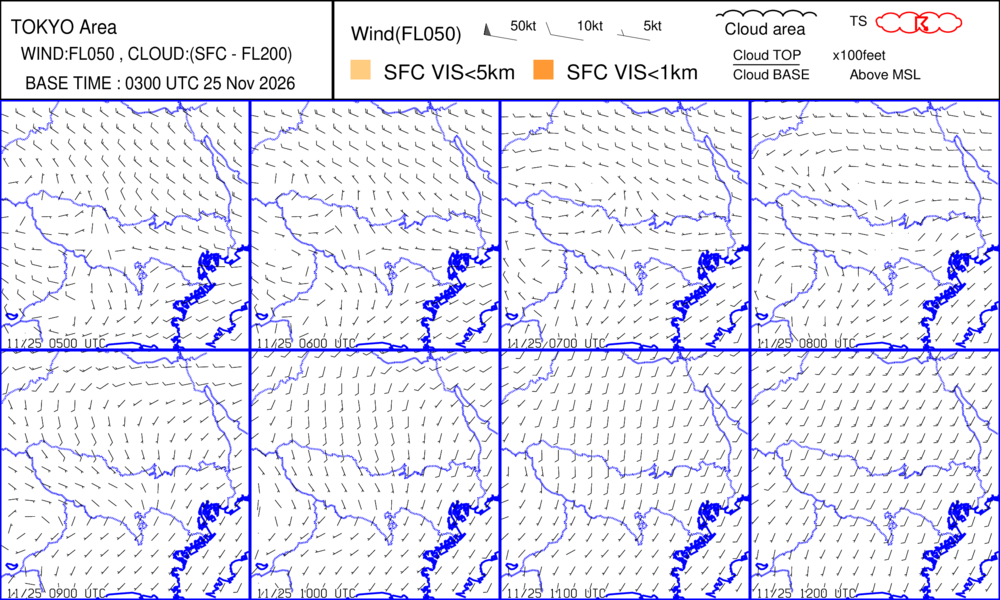 TOKYO Area
WIND:FL050 , CLOUD:(SFC - FL200)
BASE TIME : 0300 UTC 25 Nov 2026
Wind(FL050) 50kt 10kt 5kt
SFC VIS<5km SFC VIS<1km
Cloud area
Cloud TOP
Cloud BASE
TS
x100feet
Above MSL
11/25 0500 UTC
11/25 0600 UTC
11/25 0700 UTC
11/25 0800 UTC
11/25 0900 UTC
11/25 1000 UTC
11/25 1100 UTC
11/25 1200 UTC